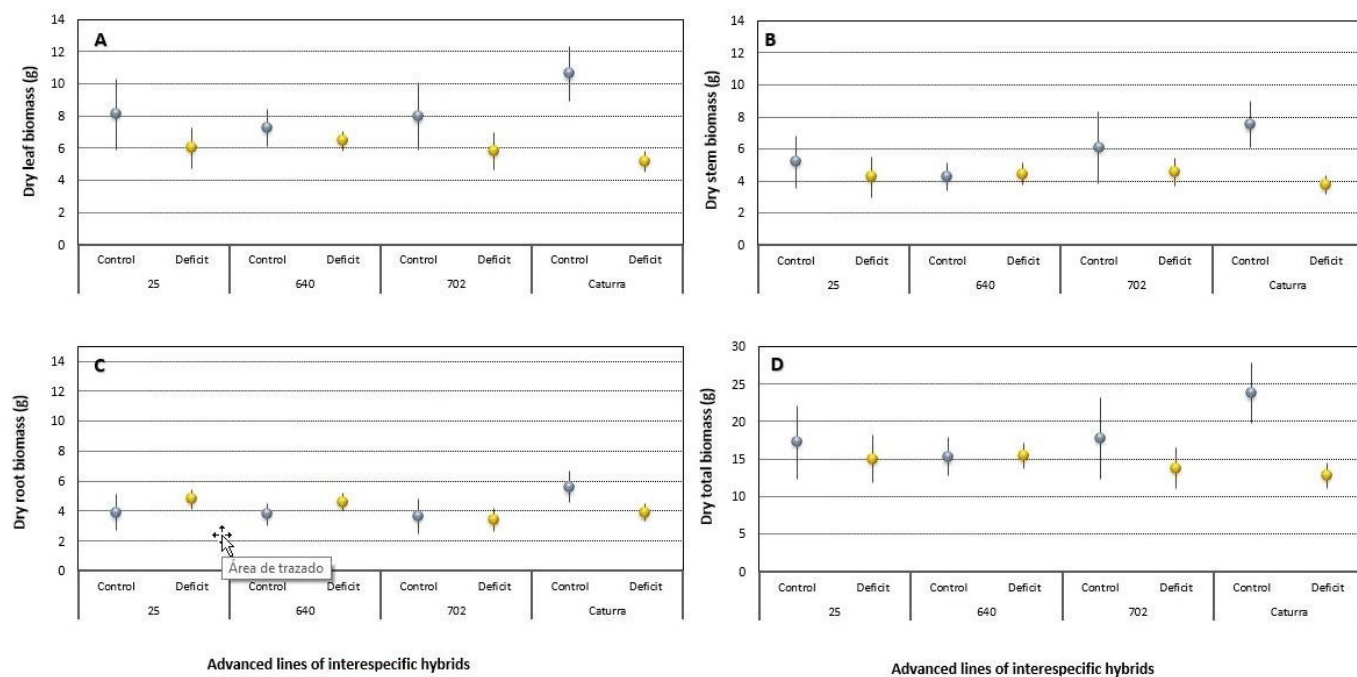 A
Dry leaf biomass (g)
14
12
10
8
6
4
2
0
Control Deficit Control Deficit Control Deficit Control Deficit
25 640 702 Caturra
B
Dry stem biomass (g)
14
12
10
8
6
4
2
0
Control Deficit Control Deficit Control Deficit Control Deficit
25 640 702 Caturra
C
Dry root biomass (g)
14
12
10
8
6
4
2
0
Área de trazado
Control Deficit Control Deficit Control Deficit Control Deficit
25 640 702 Caturra
Advanced lines of interespecific hybrids
D
Dry total biomass (g)
30
25
20
15
10
5
0
Control Deficit Control Deficit Control Deficit Control Deficit
25 640 702 Caturra
Advanced lines of interespecific hybrids